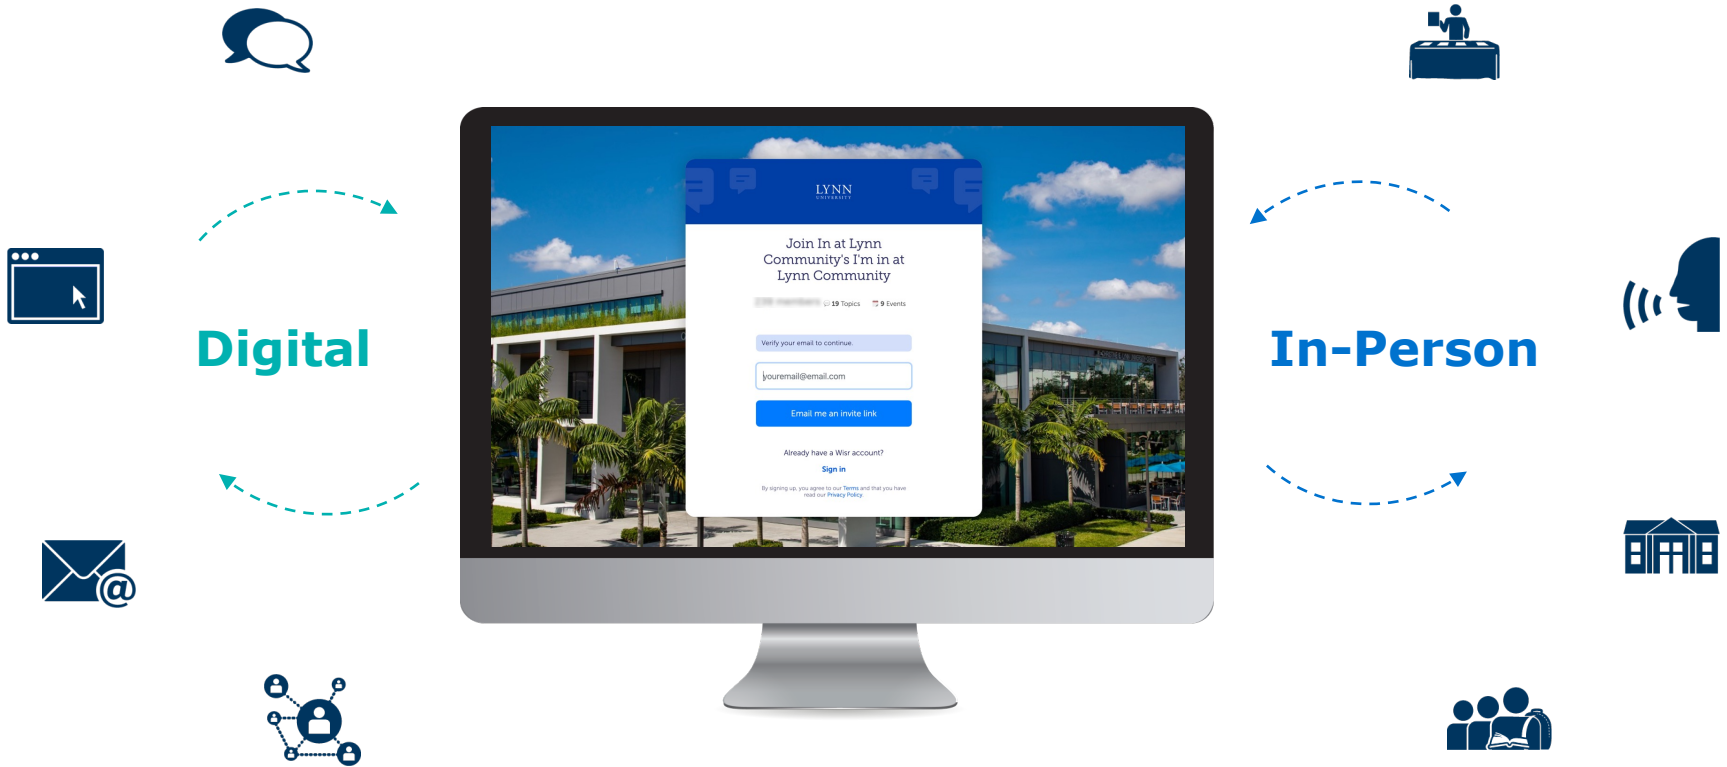 LYNN
UNIVERSITY
Join In at Lynn
Community's I'm in at
Lynn Community
19 Topics 9 Events
Verify your email to continue.
youremail@email.com
Email me an invite link
Already have a Wisr account?
Sign in
By signing up, you agree to our Terms and that you have
read our Privacy Policy.
Digital
In-Person
@